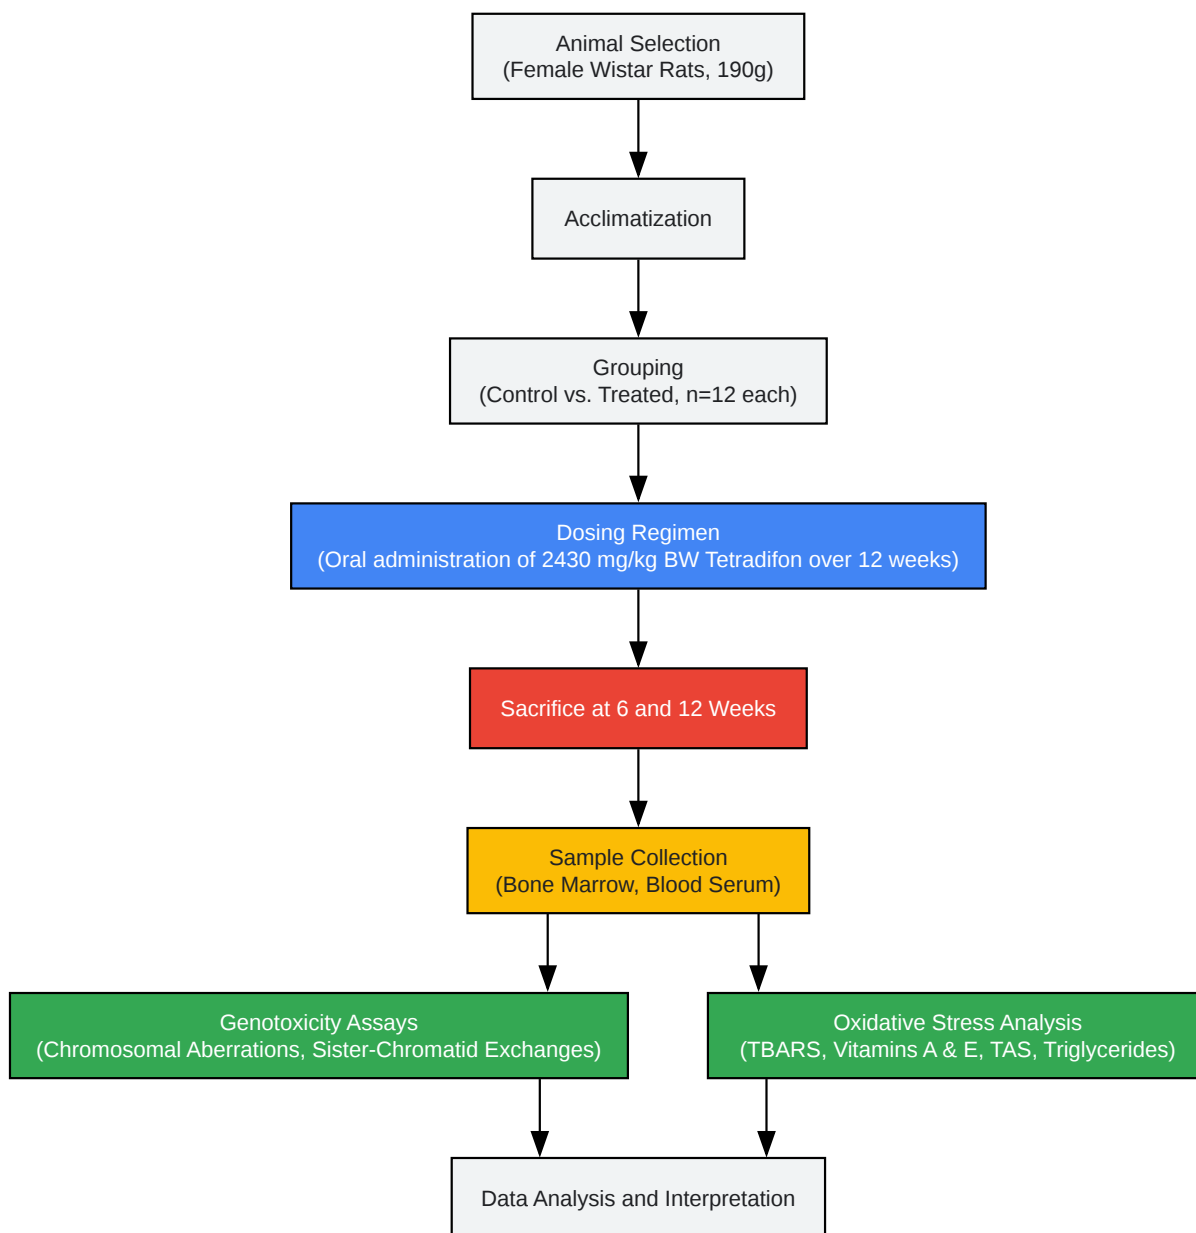 Animal Selection
(Female Wistar Rats, 190g)
Acclimatization
Grouping
(Control vs. Treated, n=12 each)
Dosing Regimen
(Oral administration of 2430 mg/kg BW Tetradifon over 12 weeks)
Sacrifice at 6 and 12 Weeks
Sample Collection
(Bone Marrow, Blood Serum)
Genotoxicity Assays
(Chromosomal Aberrations, Sister-Chromatid Exchanges)
Oxidative Stress Analysis
(TBARS, Vitamins A & E, TAS, Triglycerides)
Data Analysis and Interpretation